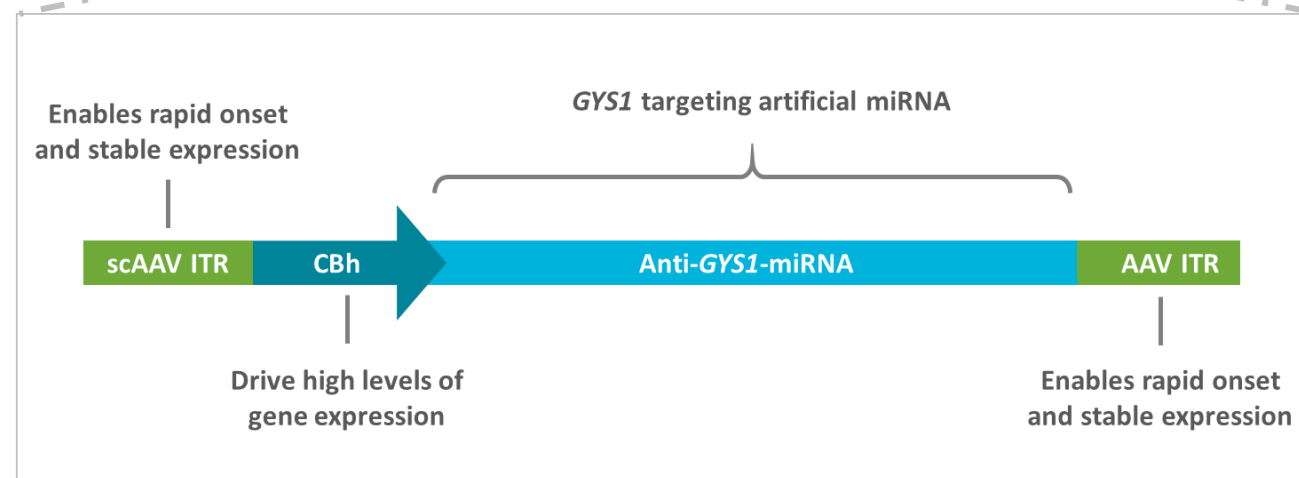 GYS1 targeting artificial miRNA
Enables rapid onset
and stable expression
scAAV ITR
CBh
Anti-GYS1-miRNA
AAV ITR
Drive high levels of
gene expression
Enables rapid onset
and stable expression